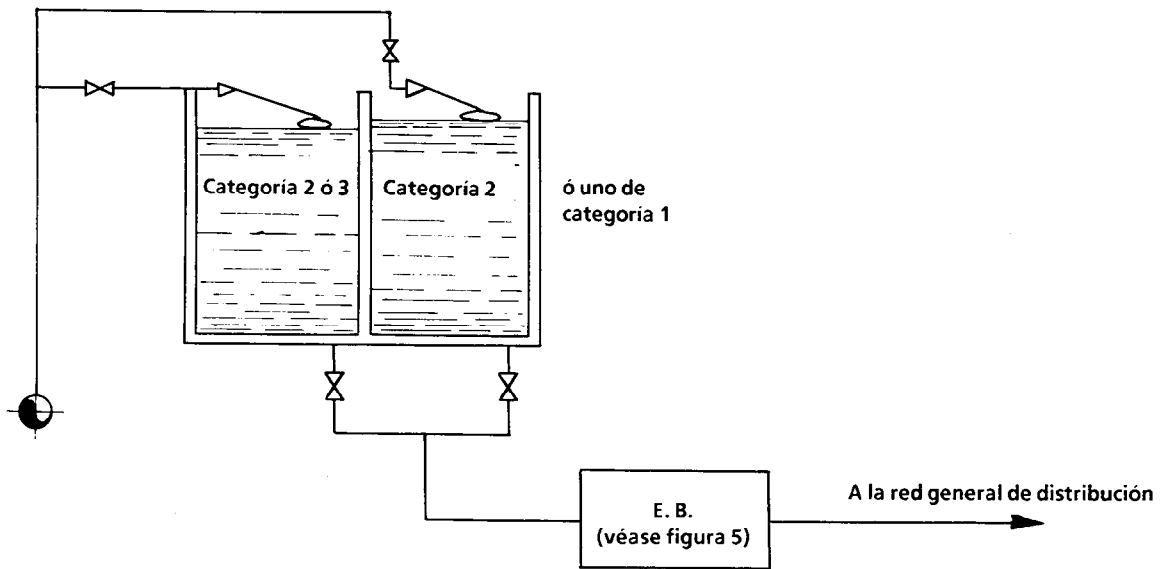 Categoría 2 ó 3
Categoría 2
ó uno de
categoría 1
E. B.
(véase figura 5)
A la red general de distribución